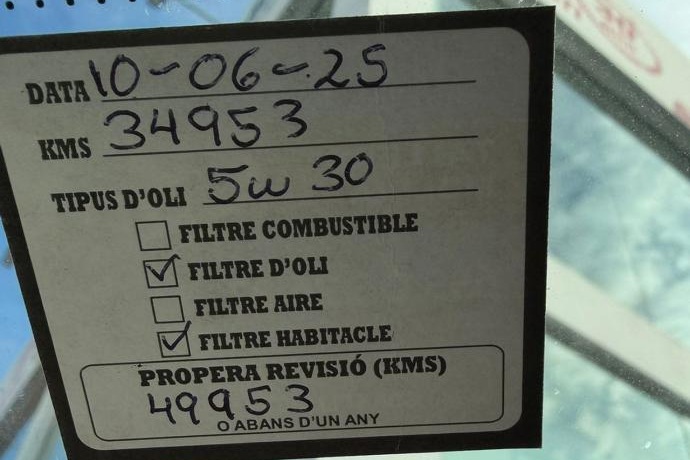 DATA 10-06-25
KMS 34953
TIPUS D'OLI 5w 30
FILTRE COMBUSTIBLE
FILTRE D'OLI
FILTRE AIRE
FILTRE HABITACLE
PROPERA REVISIÓ (KMS)
49953
O ABANS D'UN ANY